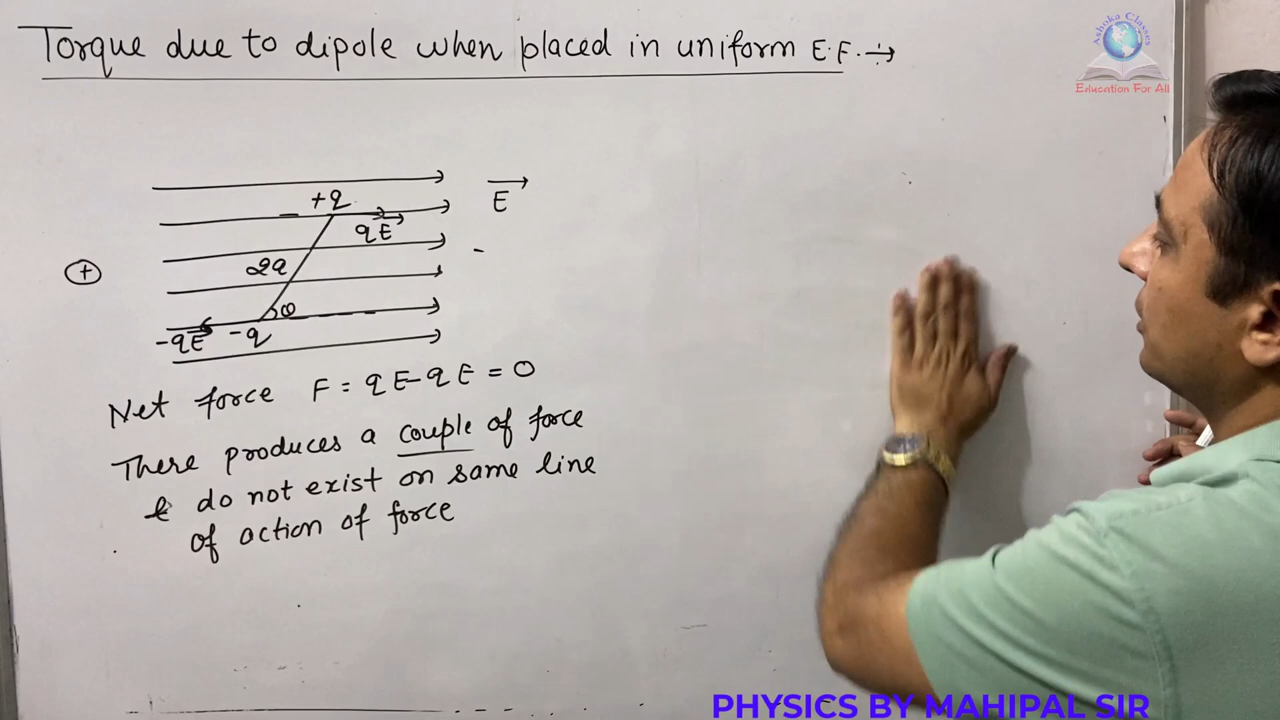 Torque due to dipole when placed in uniform E.F. →
Ashoka Classes
Education For All
+q
E
qE
2a
+
θ
-qE -q
Net force F = qE-qE = 0
There produces a couple of force
& do not exist on same line
of action of force
PHYSICS BY MAHIPAL SIR